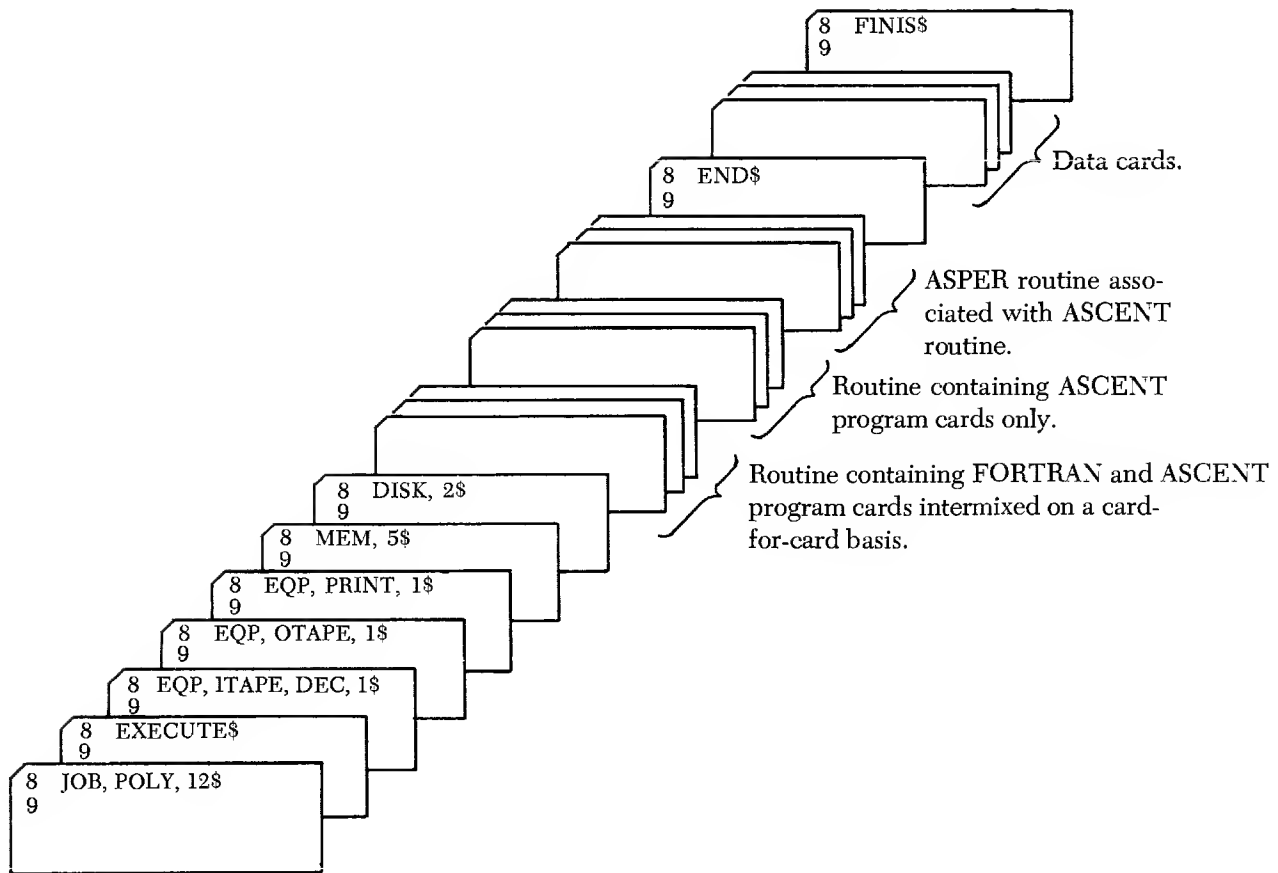 8 FINIS$
9
Data cards.
8 END$
9
ASPER routine asso-
ciated with ASCENT
routine.
Routine containing ASCENT
program cards only.
Routine containing FORTRAN and ASCENT
program cards intermixed on a card-
for-card basis.
8 DISK, 2$
9
8 MEM, 5$
9
8 EQP, PRINT, 1$
9
8 EQP, OTAPE, 1$
9
8 EQP, ITAPE, DEC, 1$
9
8 EXECUTE$
9
8 JOB, POLY, 12$
9